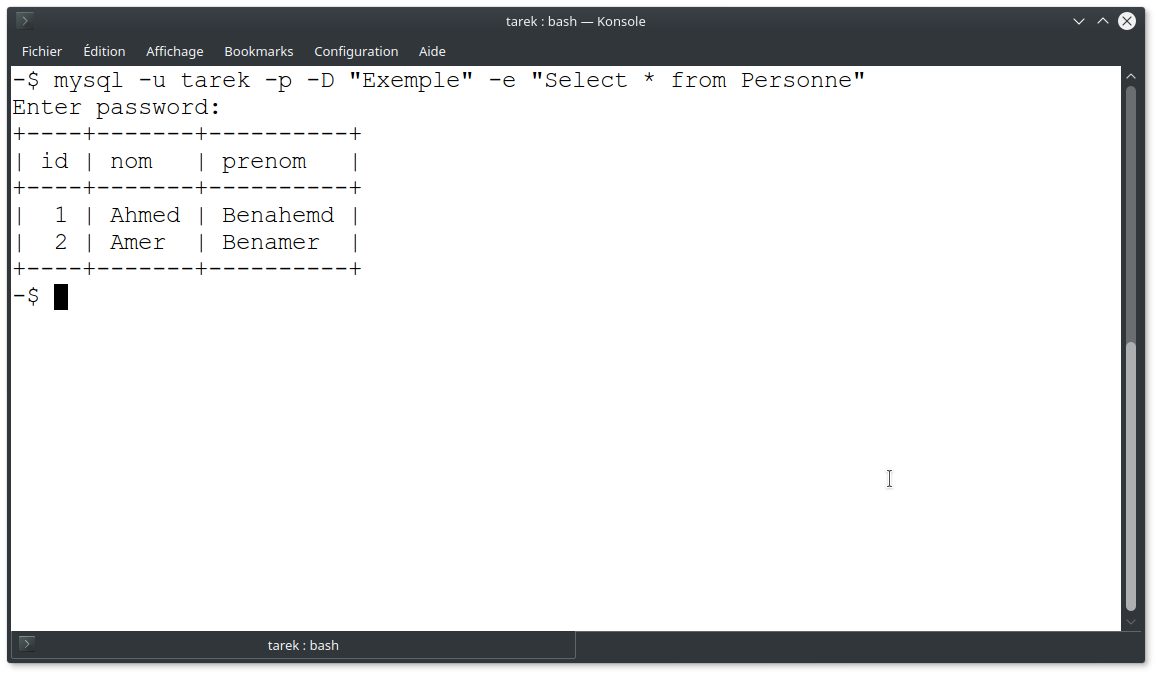 tarek : bash — Konsole
Fichier Édition Affichage Bookmarks Configuration Aide
-$ mysql -u tarek -p -D "Exemple" -e "Select * from Personne"
Enter password:
+----+-------+----------+
| id | nom   | prenom   |
+----+-------+----------+
|  1 | Ahmed | Benahemd |
|  2 | Amer  | Benamer  |
+----+-------+----------+
-$
tarek : bash